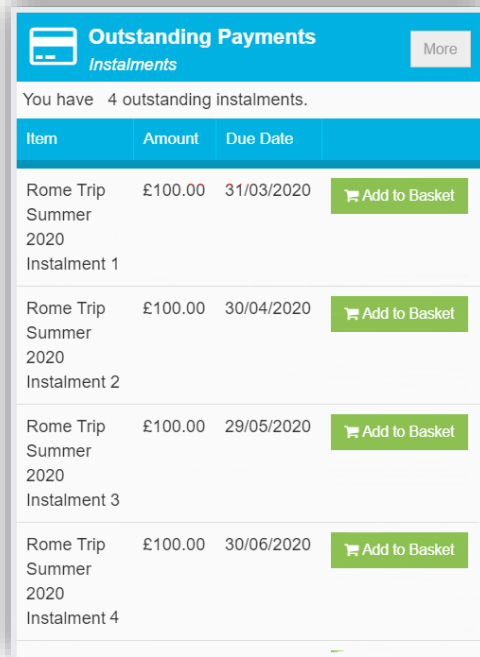 Outstanding Payments
Instalments
More
You have 4 outstanding instalments.
Item Amount Due Date
Rome Trip £100.00 31/03/2020 Add to Basket
Summer
2020
Instalment 1
Rome Trip £100.00 30/04/2020 Add to Basket
Summer
2020
Instalment 2
Rome Trip £100.00 29/05/2020 Add to Basket
Summer
2020
Instalment 3
Rome Trip £100.00 30/06/2020 Add to Basket
Summer
2020
Instalment 4